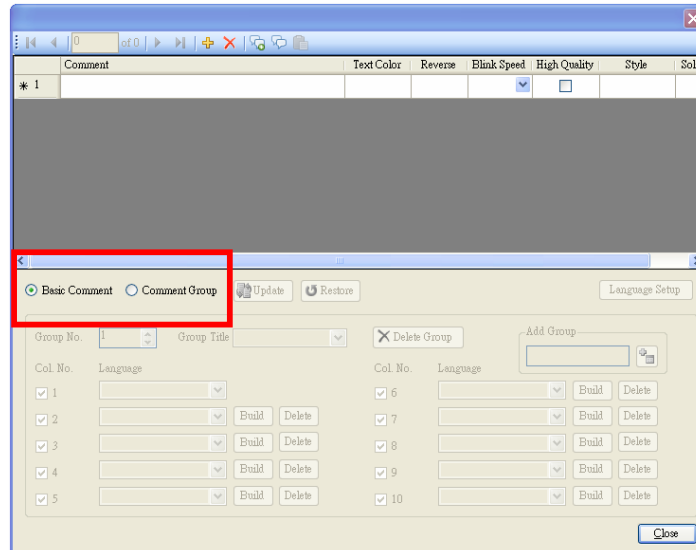 0 of 0
Comment Text Color Reverse Blink Speed High Quality Style Sol
1
Basic Comment Comment Group Update Restore Language Setup
Group No. 1 Group Title Delete Group Add Group
Col. No. Language Col. No. Language
1 6 Build Delete
2 Build Delete 7 Build Delete
3 Build Delete 8 Build Delete
4 Build Delete 9 Build Delete
5 Build Delete 10 Build Delete
Close